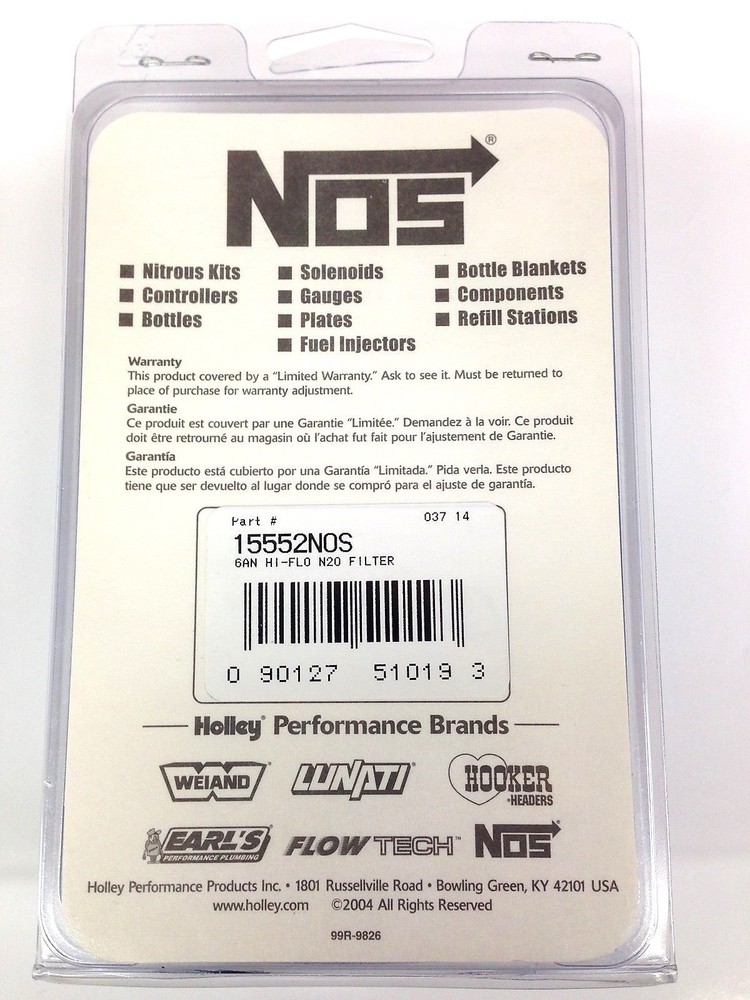 NOS®
■ Nitrous Kits ■ Solenoids ■ Bottle Blankets
■ Controllers ■ Gauges ■ Components
■ Bottles ■ Plates ■ Refill Stations
■ Fuel Injectors
Warranty
This product covered by a “Limited Warranty.” Ask to see it. Must be returned to
place of purchase for warranty adjustment.
Garantie
Ce produit est couvert par une Garantie “Limitée.” Demandez à la voir. Ce produit
doit être retrourné au magasin où l’achat fut fait pour l’ajustement de Garantie.
Garantía
Este producto está cubierto por una Garantía “Limitada.” Pida verla. Este producto
tiene que ser devuelto al lugar donde se compró para el ajuste de garantía.
Part # 037 14
15552NOS
6AN HI-FLO N2O FILTER
0 90127 51019 3
Holley® Performance Brands
WEIAND® LUNATI® HOOKER
HEADERS
EARL'S® FLOWTECH™ NOS®
PERFORMANCE PLUMBING
Holley Performance Products Inc. • 1801 Russellville Road • Bowling Green, KY 42101 USA
www.holley.com ©2004 All Rights Reserved
99R-9826